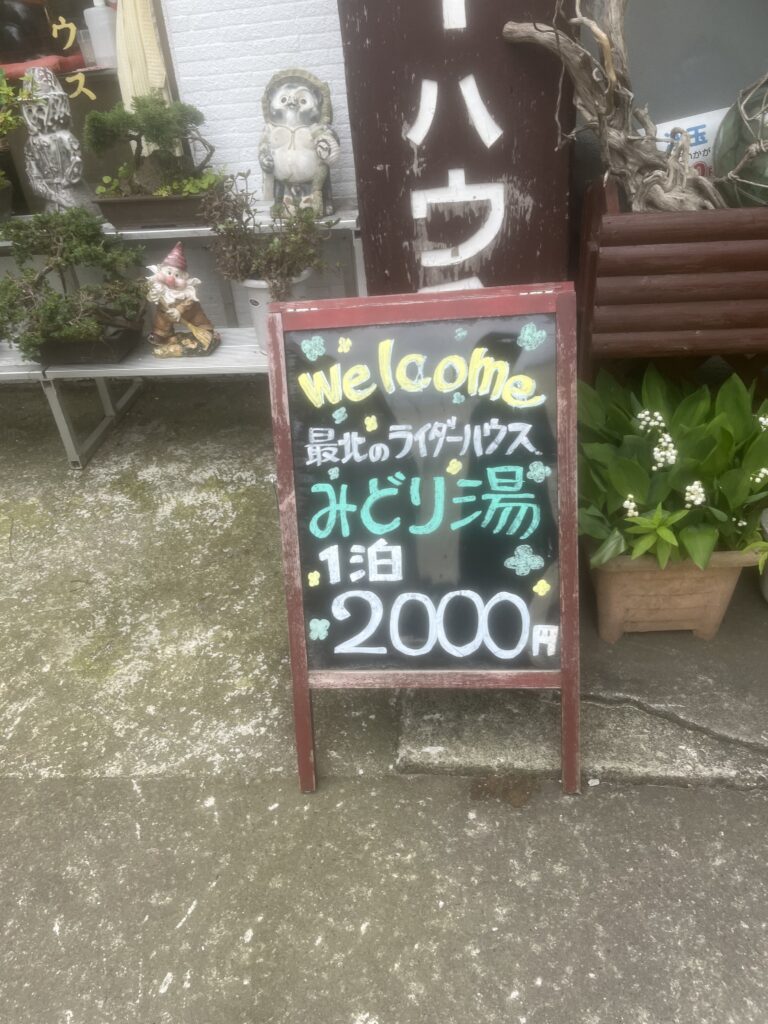 ウ
ス
ーハウ
welcome
最北のライダーハウス
みどり湯
1泊
2000円